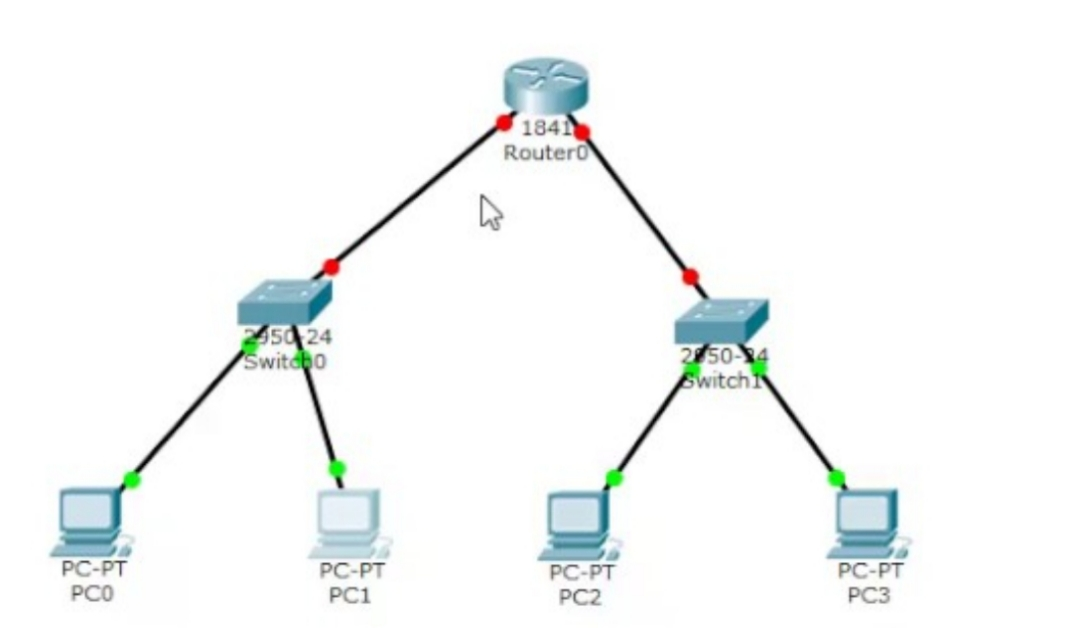 1841
Router0
2950-24
Switch0
2950-24
Switch1
PC-PT
PC0
PC-PT
PC1
PC-PT
PC2
PC-PT
PC3